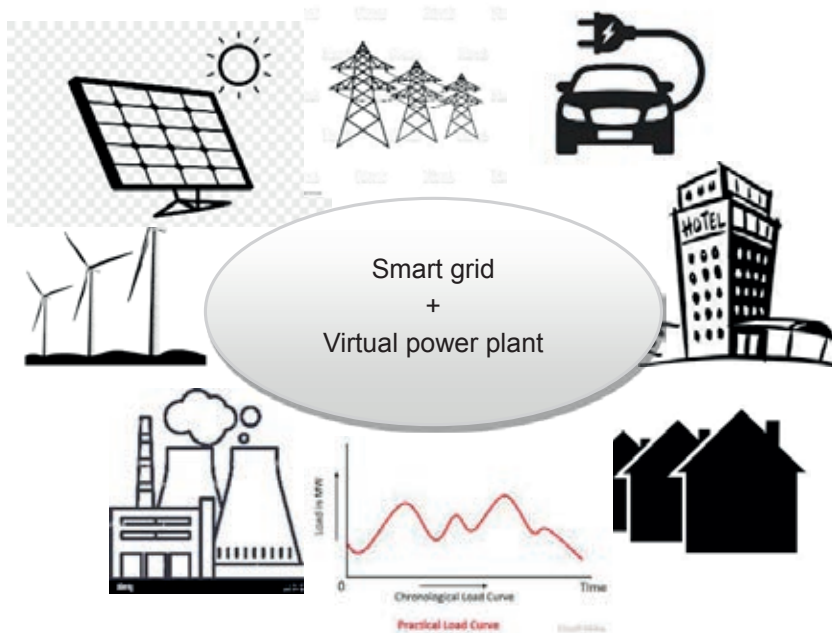 HOTEL
Smart grid
+
Virtual power plant
Load in MW
0
Time
Chronological Load Curve
Practical Load Curve